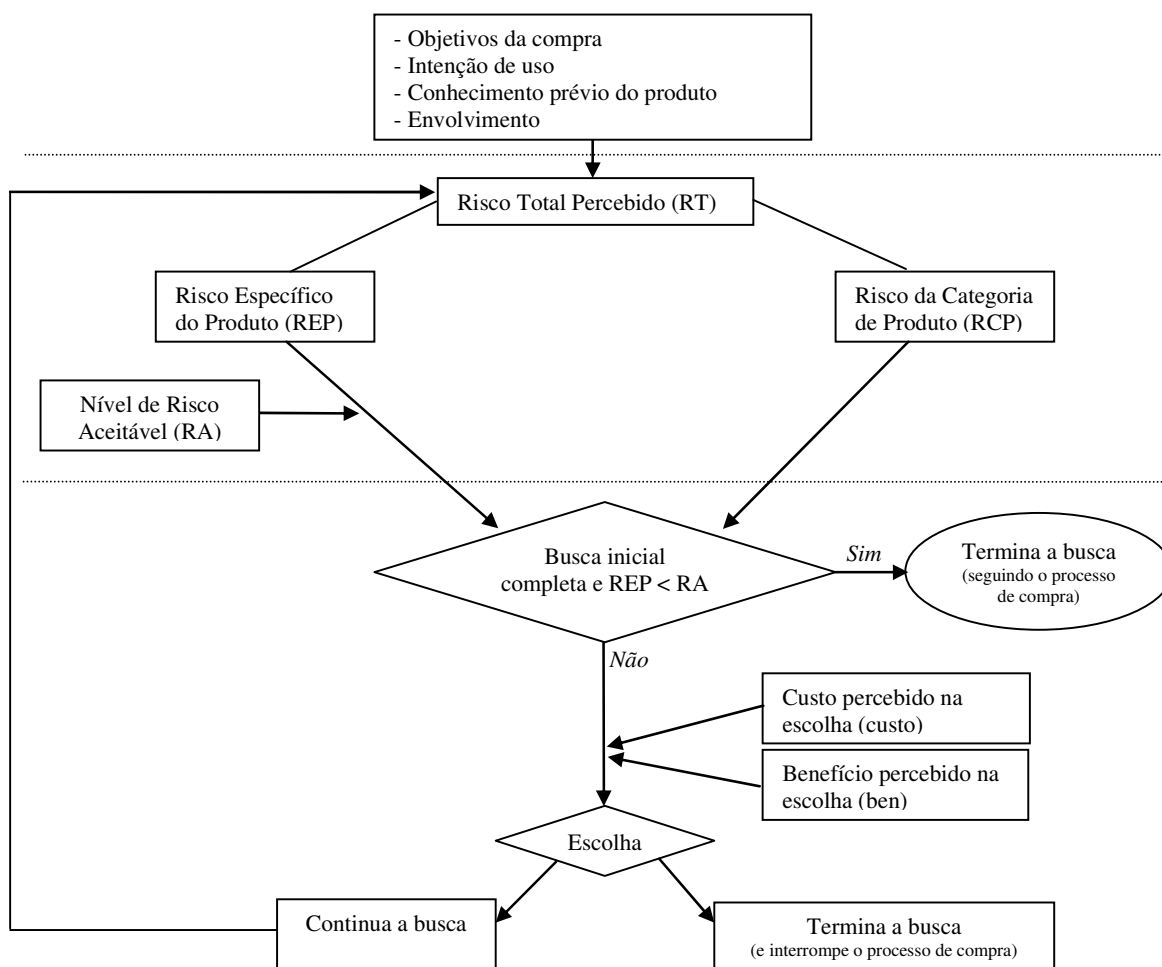 - Objetivos da compra
- Intenção de uso
- Conhecimento prévio do produto
- Envolvimento
Risco Total Percebido (RT)
Risco Específico
do Produto (REP)
Risco da Categoria
de Produto (RCP)
Nível de Risco
Aceitável (RA)
Busca inicial
completa e REP < RA
Sim
Termina a busca
(seguindo o processo
de compra)
Não
Custo percebido na
escolha (custo)
Benefício percebido na
escolha (ben)
Escolha
Continua a busca
Termina a busca
(e interrompe o processo de compra)